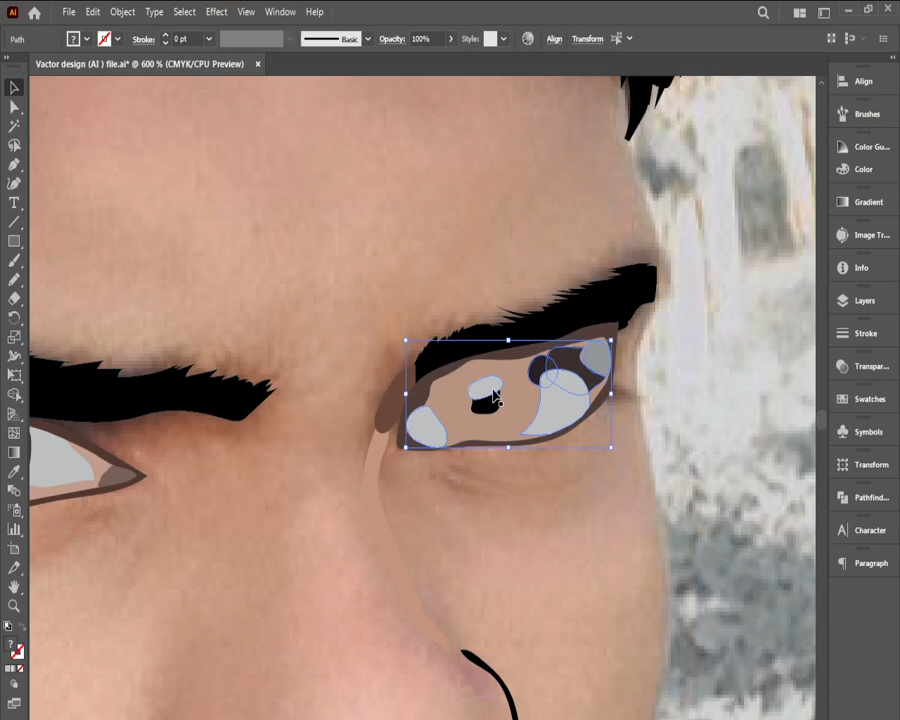 Ai File Edit Object Type Select Effect View Window Help
Path ? Stroke: 0 pt Basic Opacity: 100% Style: Align Transform
Vactor design (AI ) file.ai* @ 600 % (CMYK/CPU Preview) ×
Align
Brushes
Color Gu...
Color
Gradient
Image Tr...
Info
Layers
Stroke
Transpar...
Swatches
Symbols
Transform
Pathfind...
Character
Paragraph